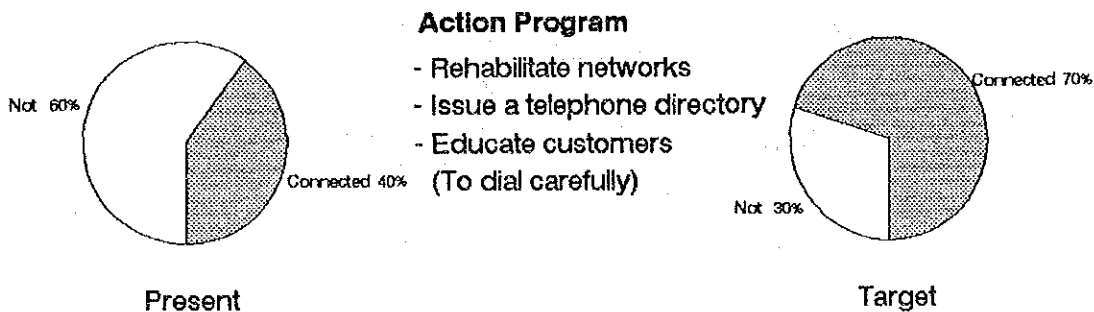 Action Program
- Rehabilitate networks
- Issue a telephone directory
- Educate customers
(To dial carefully)
Not 60%
Connected 40%
Present
Connected 70%
Not 30%
Target